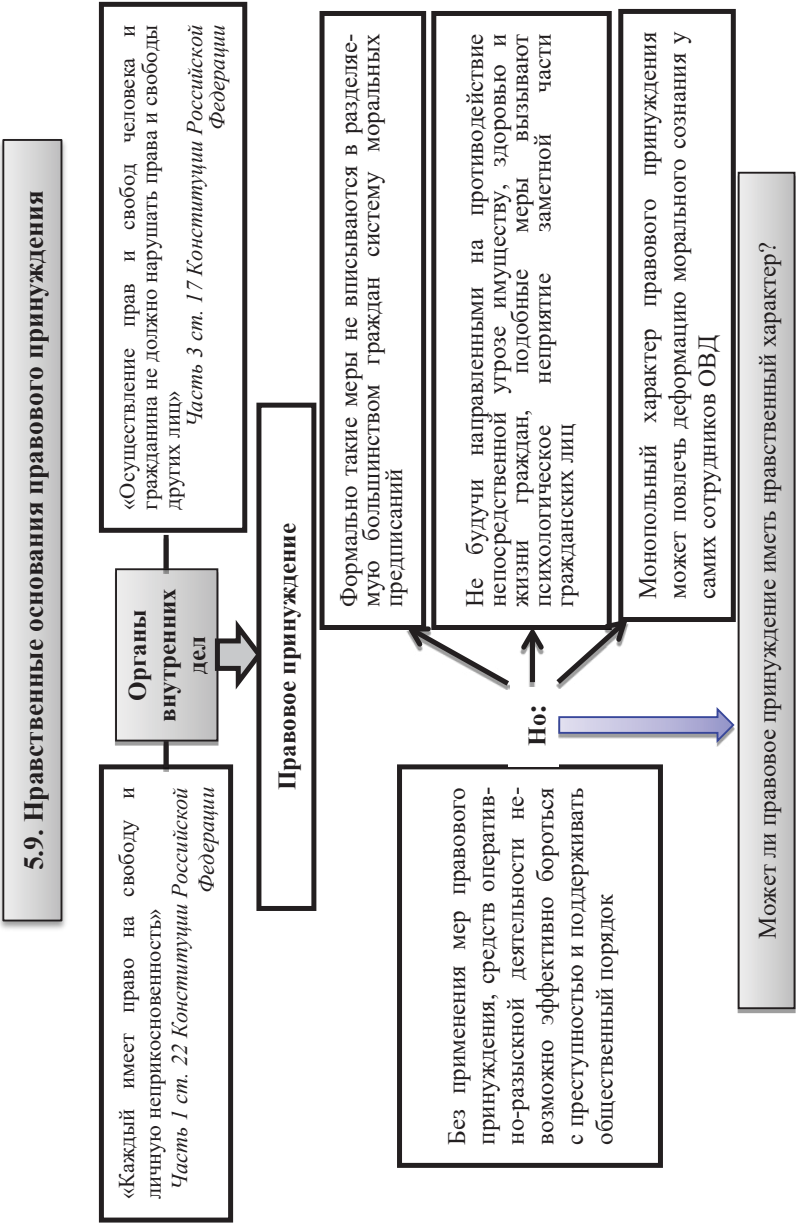 5.9. Нравственные основания правового принуждения
«Каждый имеет право на свободу и
личную неприкосновенность»
Часть 1 ст. 22 Конституции Российской
Федерации
Органы
внутренних
дел
«Осуществление прав и свобод человека и
гражданина не должно нарушать права и свободы
других лиц»
Часть 3 ст. 17 Конституции Российской
Федерации
Правовое принуждение
Без применения мер правового
принуждения, средств оператив-
но-разыскной деятельности не-
возможно эффективно бороться
с преступностью и поддерживать
общественный порядок
Но:
Формально такие меры не вписываются в разделяе-
мую большинством граждан систему моральных
предписаний
Не будучи направленными на противодействие
непосредственной угрозе имуществу, здоровью и
жизни граждан, подобные меры вызывают
психологическое неприятие заметной части
гражданских лиц
Монопольный характер правового принуждения
может повлечь деформацию морального сознания у
самих сотрудников ОВД
Может ли правовое принуждение иметь нравственный характер?